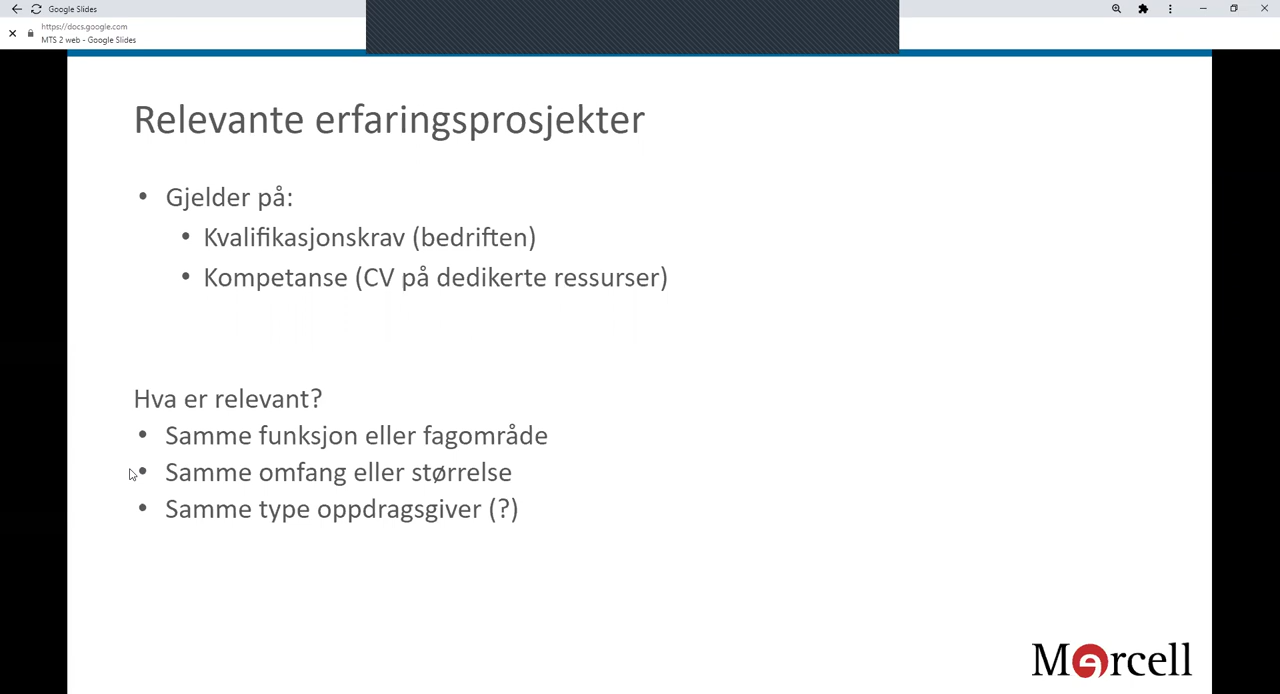 Google Slides
https://docs.google.com
MTS 2 web - Google Slides
Relevante erfaringsprosjekter
• Gjelder på:
• Kvalifikasjonskrav (bedriften)
• Kompetanse (CV på dedikerte ressurser)
Hva er relevant?
• Samme funksjon eller fagområde
• Samme omfang eller størrelse
• Samme type oppdragsgiver (?)
Mercell